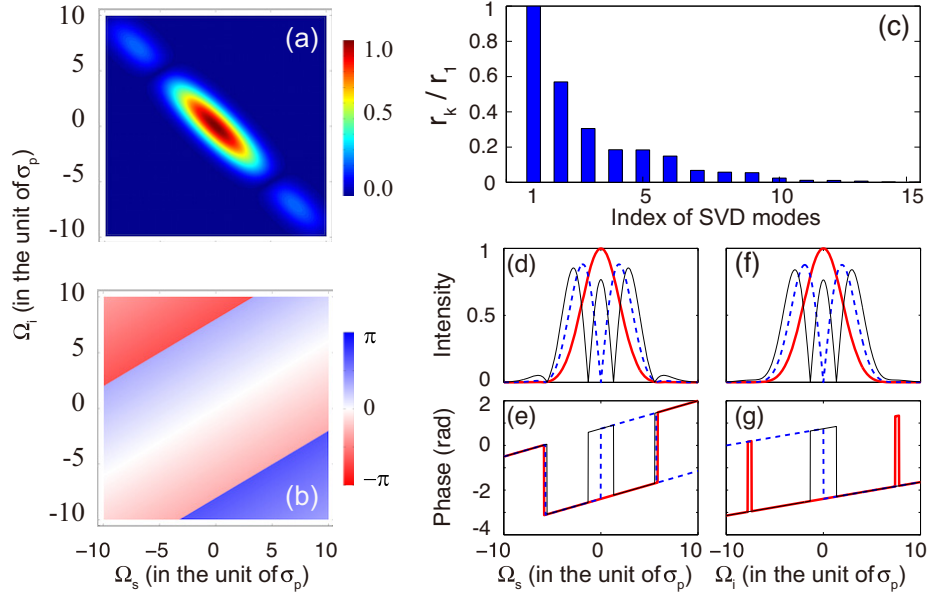 (a)
10
5
0
−5
−10
1.0
0.5
0.0
Ωᵢ (in the unit of σₚ)
(b)
10
5
0
−5
−10
π
0
−π
−10
−5
0
5
10
Ωₛ (in the unit of σₚ)
(c)
1
0.8
0.6
0.4
0.2
0
rₖ / r₁
1
5
10
15
Index of SVD modes
(d)
1
0.5
0
Intensity
(f)
(e)
2
0
−2
−4
Phase (rad)
−10
0
10
Ωₛ (in the unit of σₚ)
(g)
−10
0
10
Ωᵢ (in the unit of σₚ)